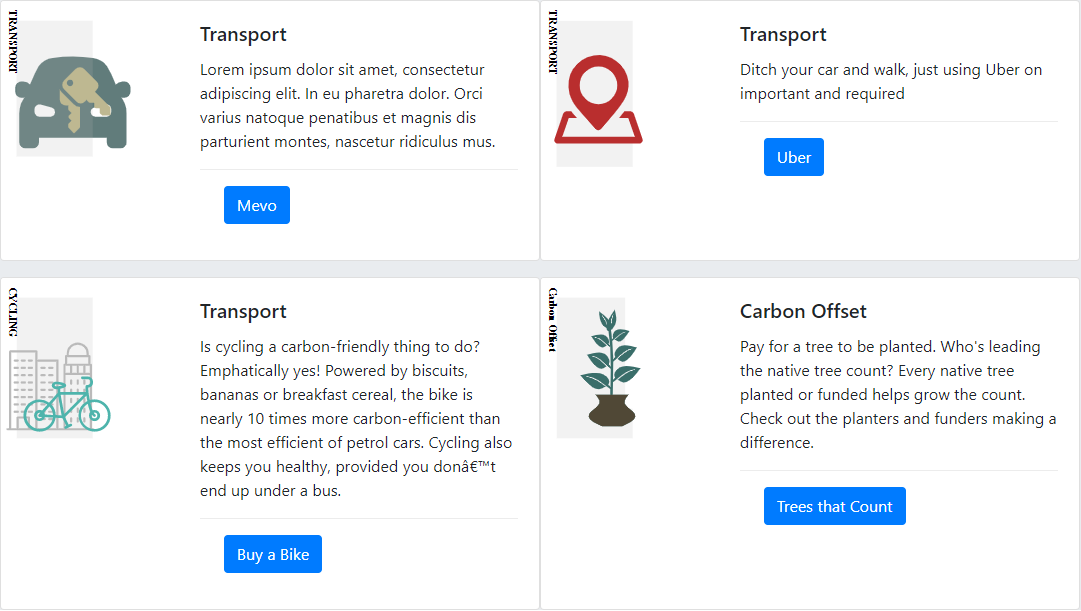 TRANSPORT
Transport
Lorem ipsum dolor sit amet, consectetur
adipiscing elit. In eu pharetra dolor. Orci
varius natoque penatibus et magnis dis
parturient montes, nascetur ridiculus mus.
Mevo
TRANSPORT
Transport
Ditch your car and walk, just using Uber on
important and required
Uber
CYCLING
Transport
Is cycling a carbon-friendly thing to do?
Emphatically yes! Powered by biscuits,
bananas or breakfast cereal, the bike is
nearly 10 times more carbon-efficient than
the most efficient of petrol cars. Cycling also
keeps you healthy, provided you donâ€™t
end up under a bus.
Buy a Bike
Carbon Offset
Carbon Offset
Pay for a tree to be planted. Who's leading
the native tree count? Every native tree
planted or funded helps grow the count.
Check out the planters and funders making a
difference.
Trees that Count